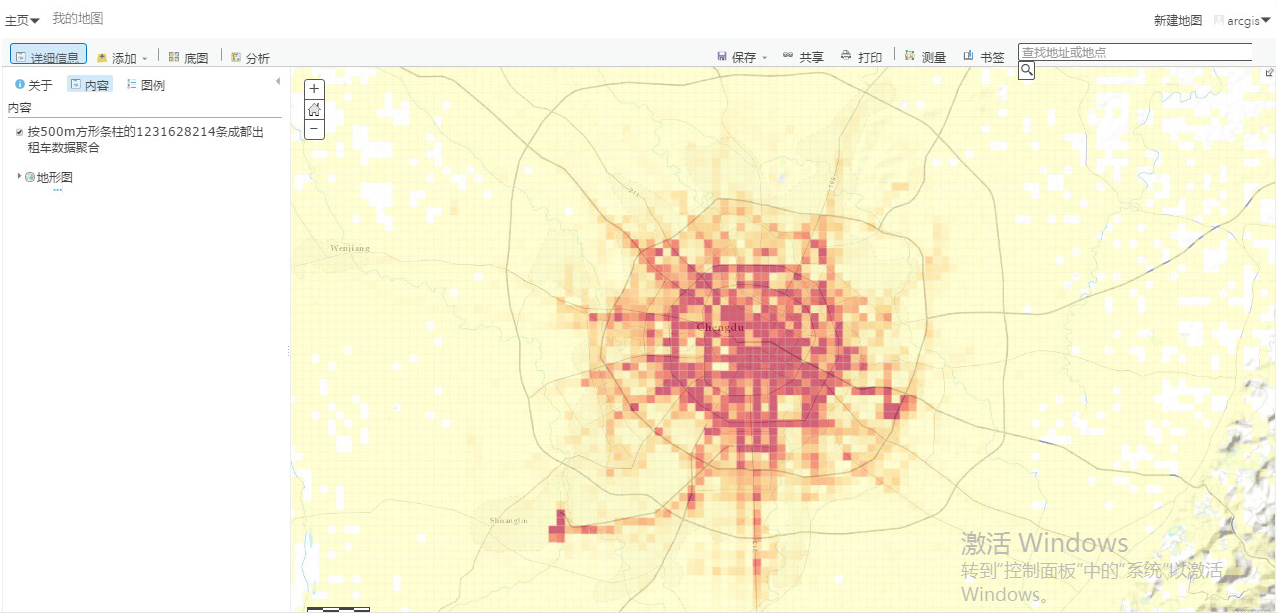 主页 我的地图
新建地图 arcgis
详细信息 添加 底图 分析 保存 共享 打印 测量 书签 查找地址或地点
关于 内容 图例
内容
按500m方形条柱的1231628214条成都出
租车数据聚合
地形图
Wenjiang
Chengdu
Shuangliu
激活 Windows
转到"控制面板"中的"系统"以激活
Windows。